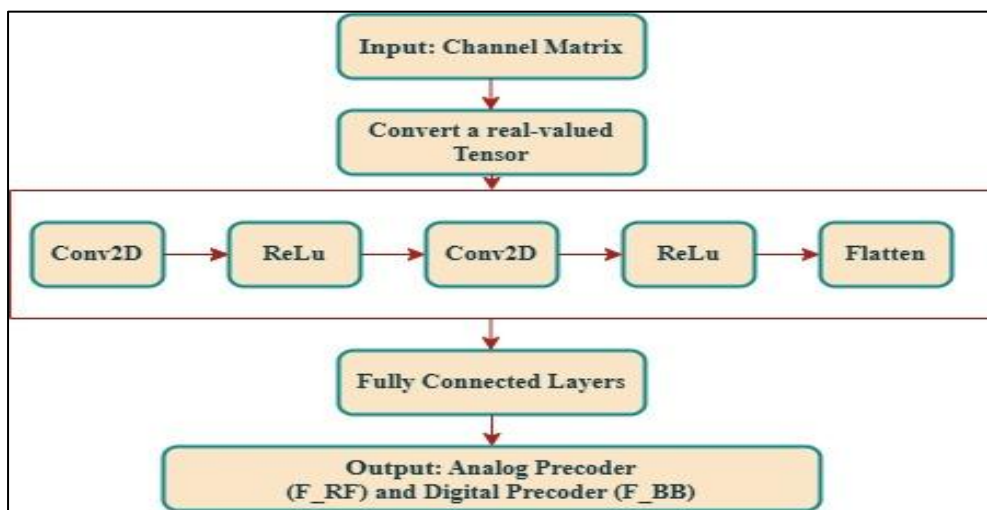 Input: Channel Matrix
Convert a real-valued
Tensor
Conv2D
ReLu
Conv2D
ReLu
Flatten
Fully Connected Layers
Output: Analog Precoder
(F_RF) and Digital Precoder (F_BB)